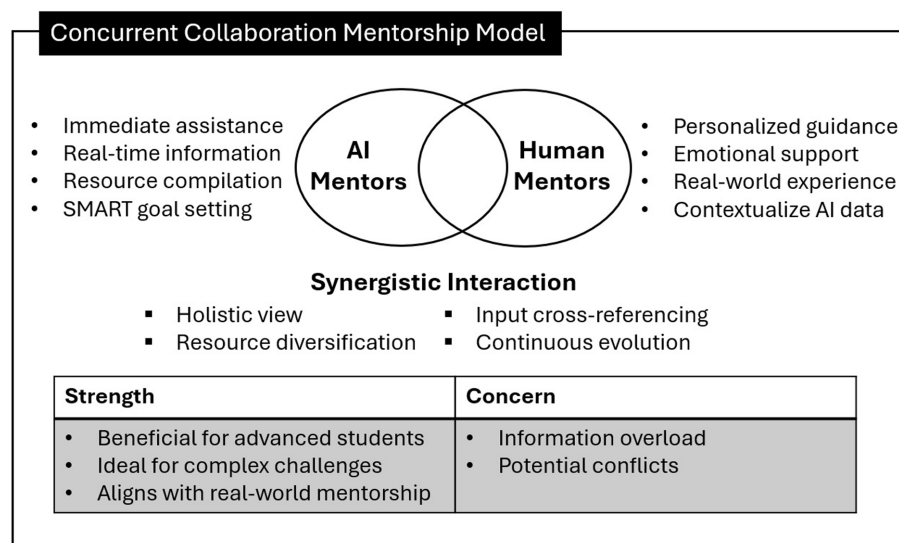 Concurrent Collaboration Mentorship Model
• Immediate assistance
• Real-time information
• Resource compilation
• SMART goal setting
AI
Mentors
Human
Mentors
• Personalized guidance
• Emotional support
• Real-world experience
• Contextualize AI data
Synergistic Interaction
▪ Holistic view
▪ Resource diversification
▪ Input cross-referencing
▪ Continuous evolution
Strength
• Beneficial for advanced students
• Ideal for complex challenges
• Aligns with real-world mentorship
Concern
• Information overload
• Potential conflicts